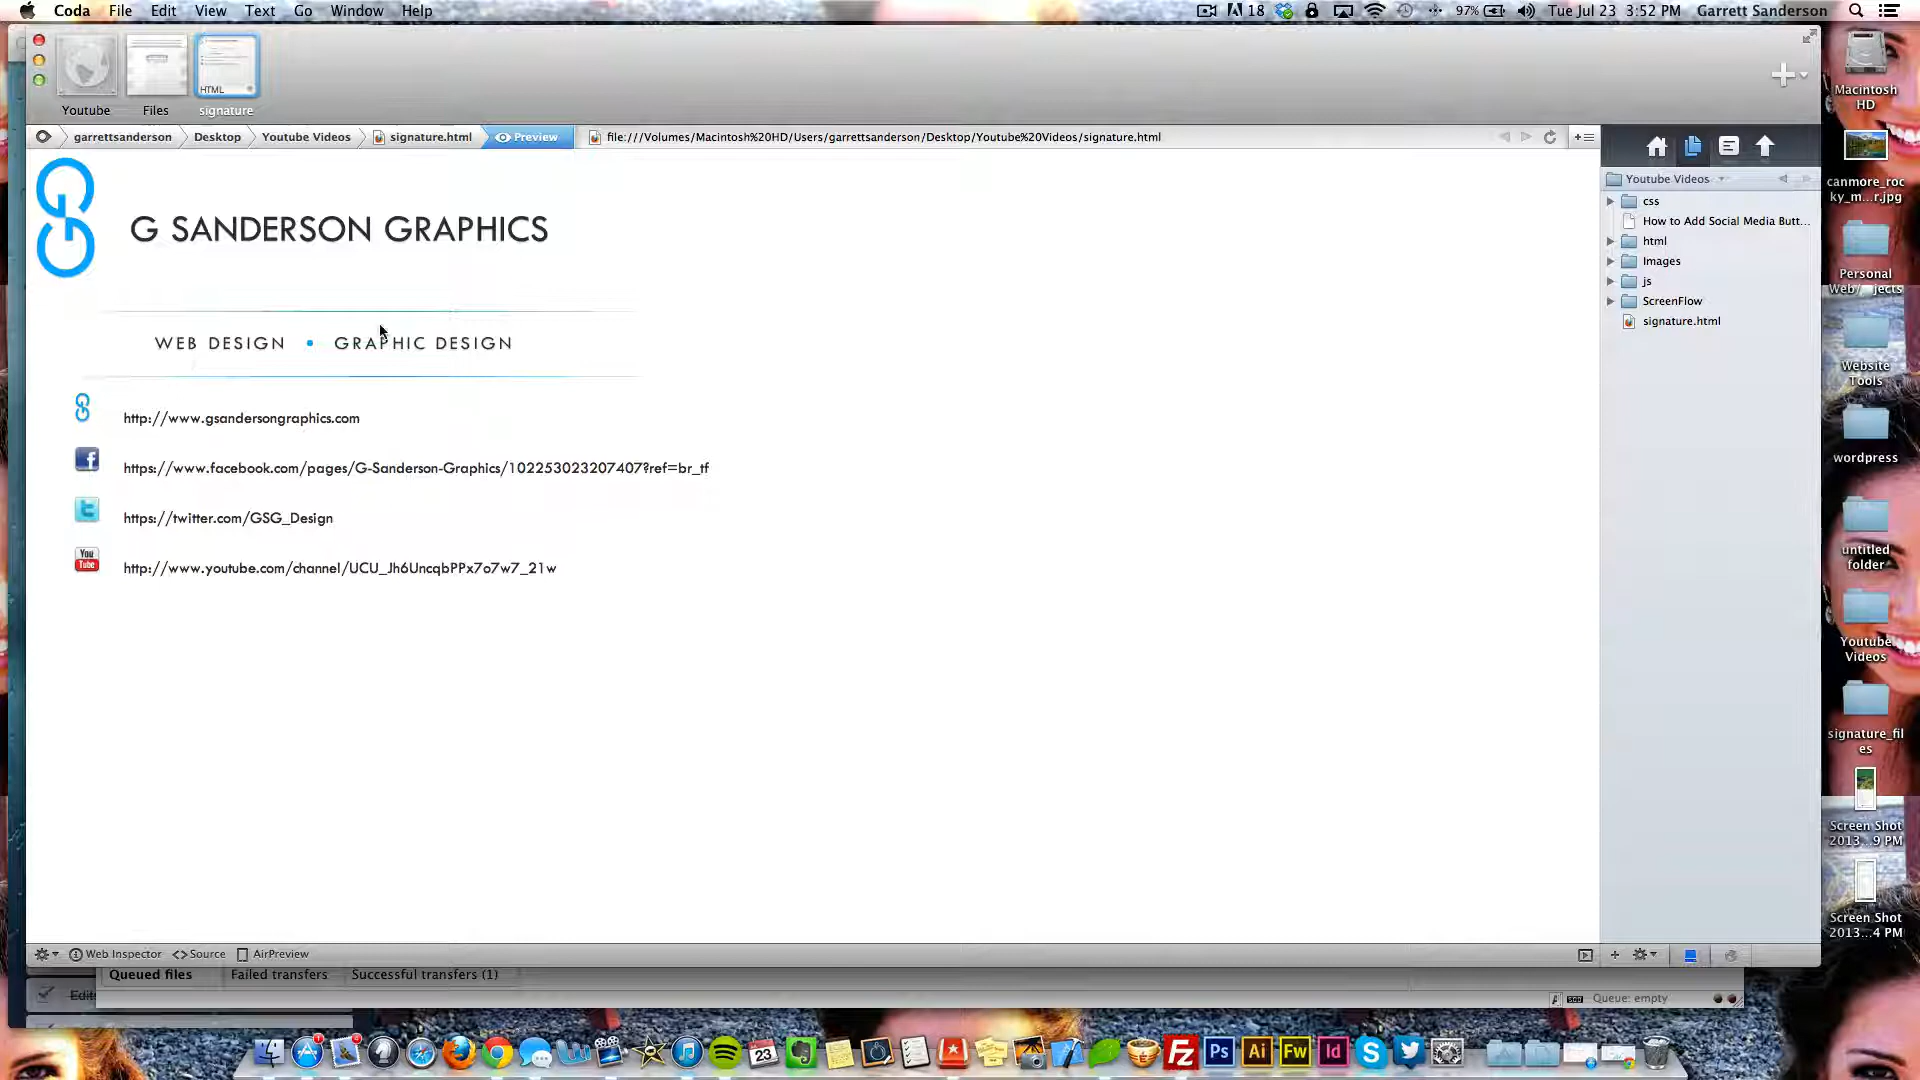 Coda File Edit View Text Go Window Help
18 97% Tue Jul 23 3:52 PM Garrett Sanderson
HTML
Youtube Files signature
garrettsanderson Desktop Youtube Videos signature.html Preview file:///Volumes/Macintosh%20HD/Users/garrettsanderson/Desktop/Youtube%20Videos/signature.html
Youtube Videos
css
How to Add Social Media Butt...
html
Images
js
ScreenFlow
signature.html
G SANDERSON GRAPHICS
WEB DESIGN • GRAPHIC DESIGN
http://www.gsandersongraphics.com
https://www.facebook.com/pages/G-Sanderson-Graphics/102253023207407?ref=br_tf
https://twitter.com/GSG_Design
You
Tube
http://www.youtube.com/channel/UCU_Jh6UncqbPPx7o7w7_21w
Macintosh
HD
canmore_roc
ky_m...r.jpg
Personal
Website
Tools
wordpress
untitled
folder
Youtube
Videos
signature_fil
es
Screen Shot
2013...9 PM
Screen Shot
2013...4 PM
Web Inspector Source AirPreview
Queued files Failed transfers Successful transfers (1)
Queue: empty
23 Fz Ps Ai Fw Id